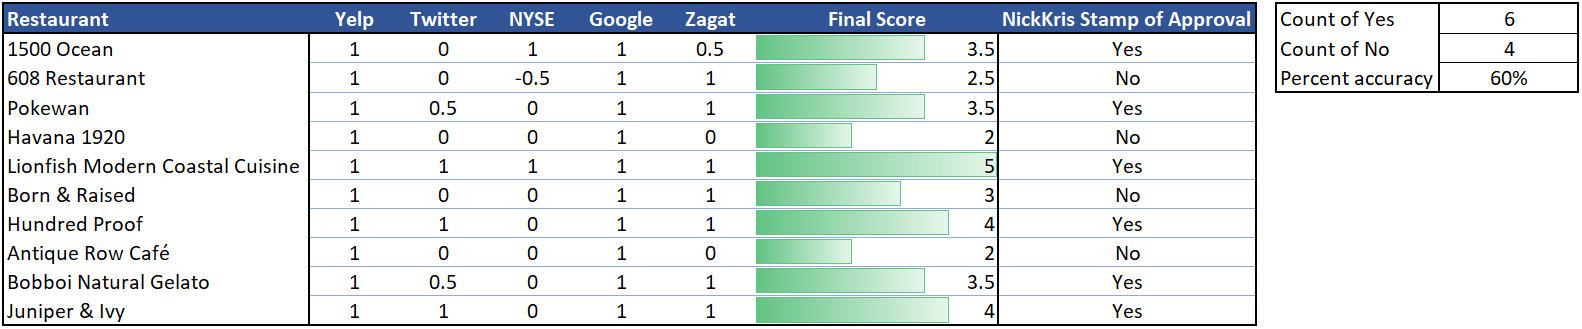 Restaurant Yelp Twitter NYSE Google Zagat Final Score NickKris Stamp of Approval
1500 Ocean 1 0 1 1 0.5 3.5 Yes
608 Restaurant 1 0 -0.5 1 1 2.5 No
Pokewan 1 0.5 0 1 1 3.5 Yes
Havana 1920 1 0 0 1 0 2 No
Lionfish Modern Coastal Cuisine 1 1 1 1 1 5 Yes
Born & Raised 1 0 0 1 1 3 No
Hundred Proof 1 1 0 1 1 4 Yes
Antique Row Café 1 0 0 1 0 2 No
Bobboi Natural Gelato 1 0.5 0 1 1 3.5 Yes
Juniper & Ivy 1 1 0 1 1 4 Yes
Count of Yes 6
Count of No 4
Percent accuracy 60%